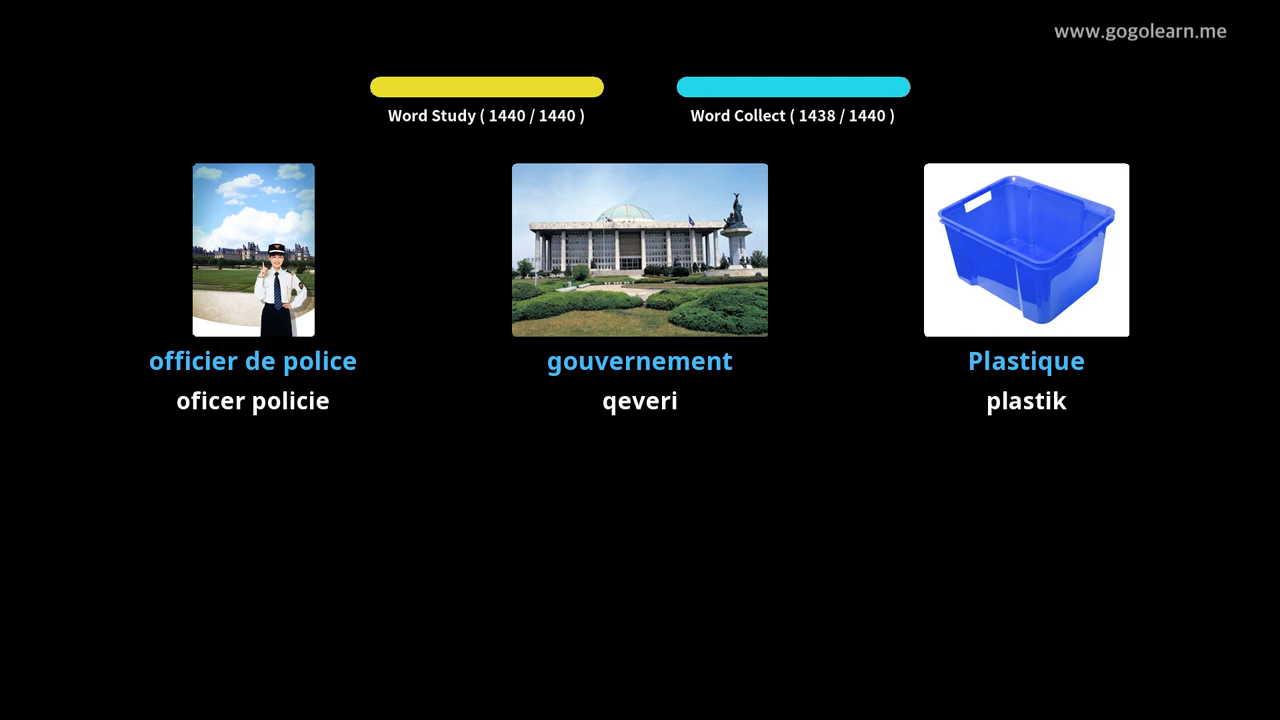 www.gogolearn.me
Word Study ( 1440 / 1440 )
Word Collect ( 1438 / 1440 )
officier de police
gouvernement
Plastique
oficer policie
qeveri
plastik